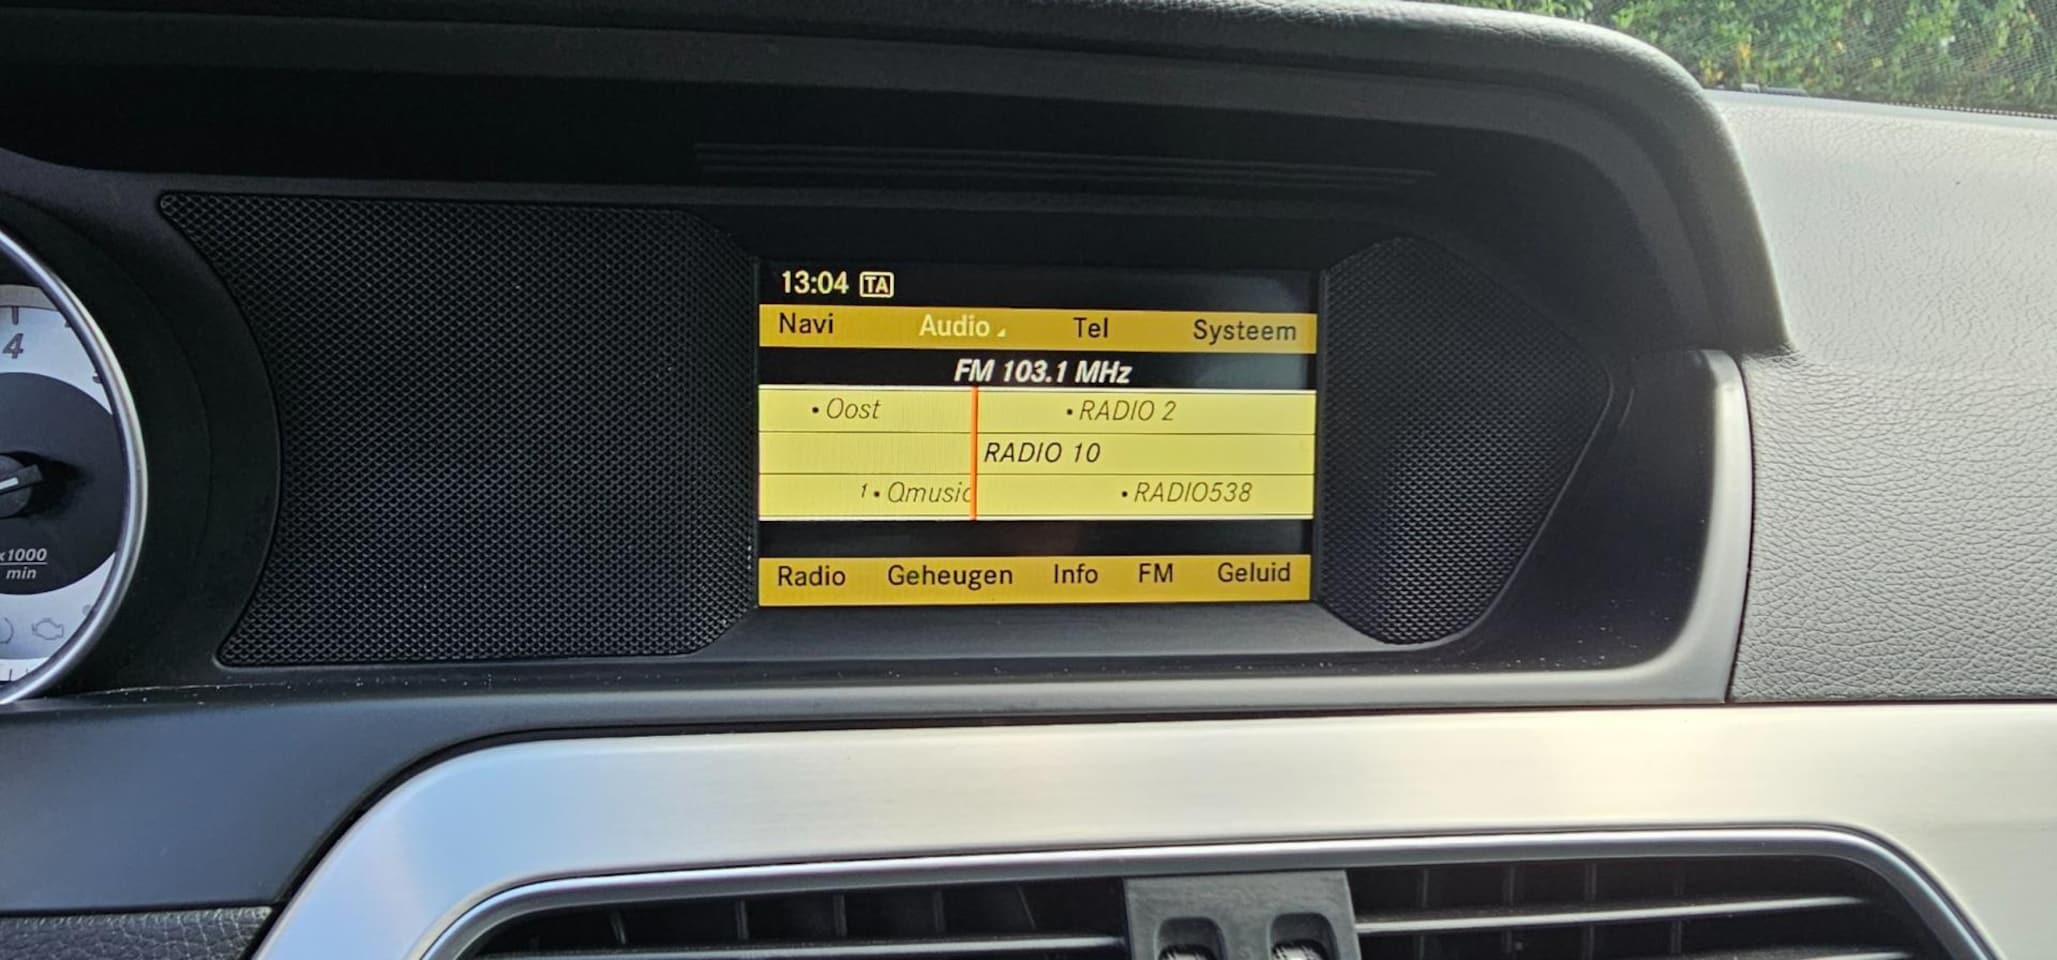 13:04 TA
Navi Audio Tel Systeem
FM 103.1 MHz
• Oost • RADIO 2
RADIO 10
1 • Qmusic • RADIO538
Radio Geheugen Info FM Geluid
4
x1000
min